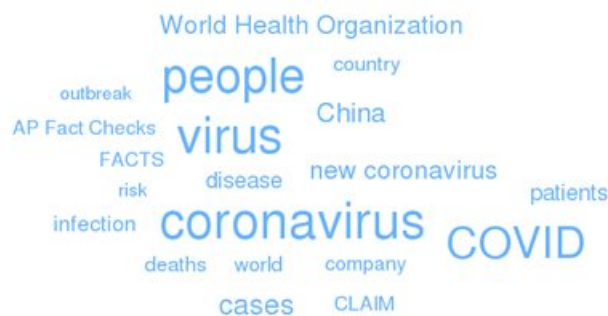 World Health Organization
people
country
outbreak
China
AP Fact Checks
virus
FACTS
new coronavirus
disease
risk
patients
infection
coronavirus
COVID
deaths
world
company
cases
CLAIM